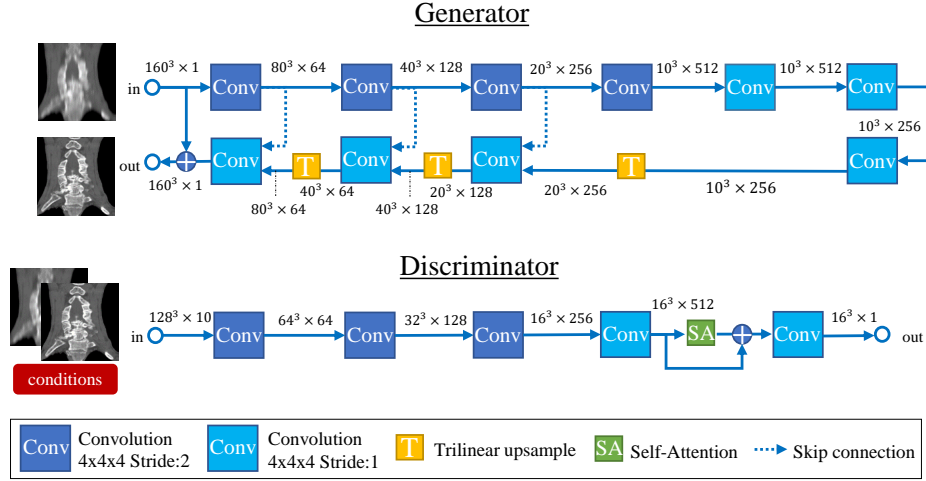 Generator
160³ × 1 80³ × 64 40³ × 128 20³ × 256 10³ × 512 10³ × 512
in Conv Conv Conv Conv Conv Conv
10³ × 256
out Conv T Conv T Conv T Conv
160³ × 1 40³ × 64 20³ × 128 20³ × 256 10³ × 256
80³ × 64 40³ × 128
Discriminator
128³ × 10 64³ × 64 32³ × 128 16³ × 256 16³ × 512 16³ × 1
in Conv Conv Conv Conv SA Conv out
conditions
Conv Convolution 4x4x4 Stride:2
Conv Convolution 4x4x4 Stride:1
T Trilinear upsample
SA Self-Attention
Skip connection